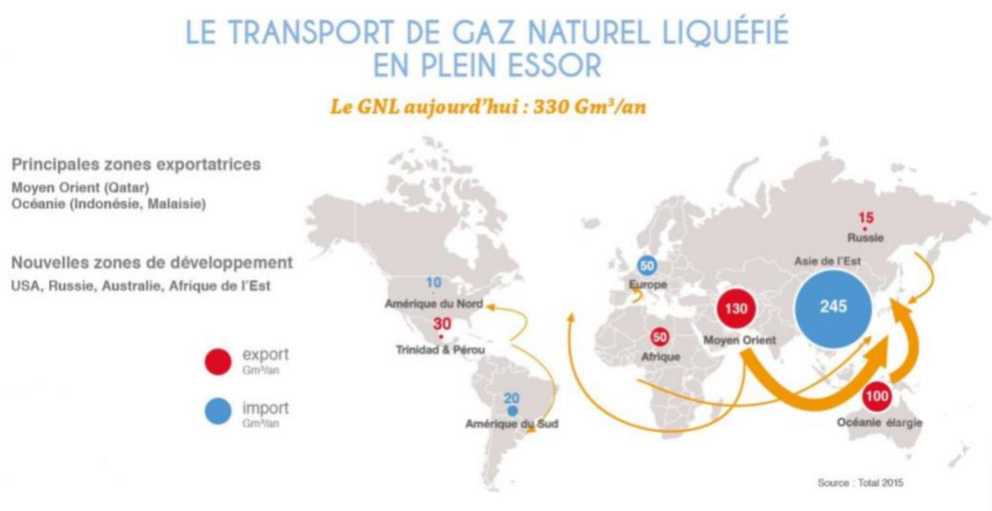 LE TRANSPORT DE GAZ NATUREL LIQUÉFIÉ
EN PLEIN ESSOR
Le GNL aujourd'hui : 330 Gm³/an
Principales zones exportatrices
Moyen Orient (Qatar)
Océanie (Indonésie, Malaisie)
Nouvelles zones de développement
USA, Russie, Australie, Afrique de l'Est
export
Gm³/an
import
Gm³/an
10
Amérique du Nord
30
Trinidad & Pérou
20
Amérique du Sud
50
Europe
50
Afrique
130
Moyen Orient
15
Russie
Asie de l'Est
245
100
Océanie élargie
Source : Total 2015